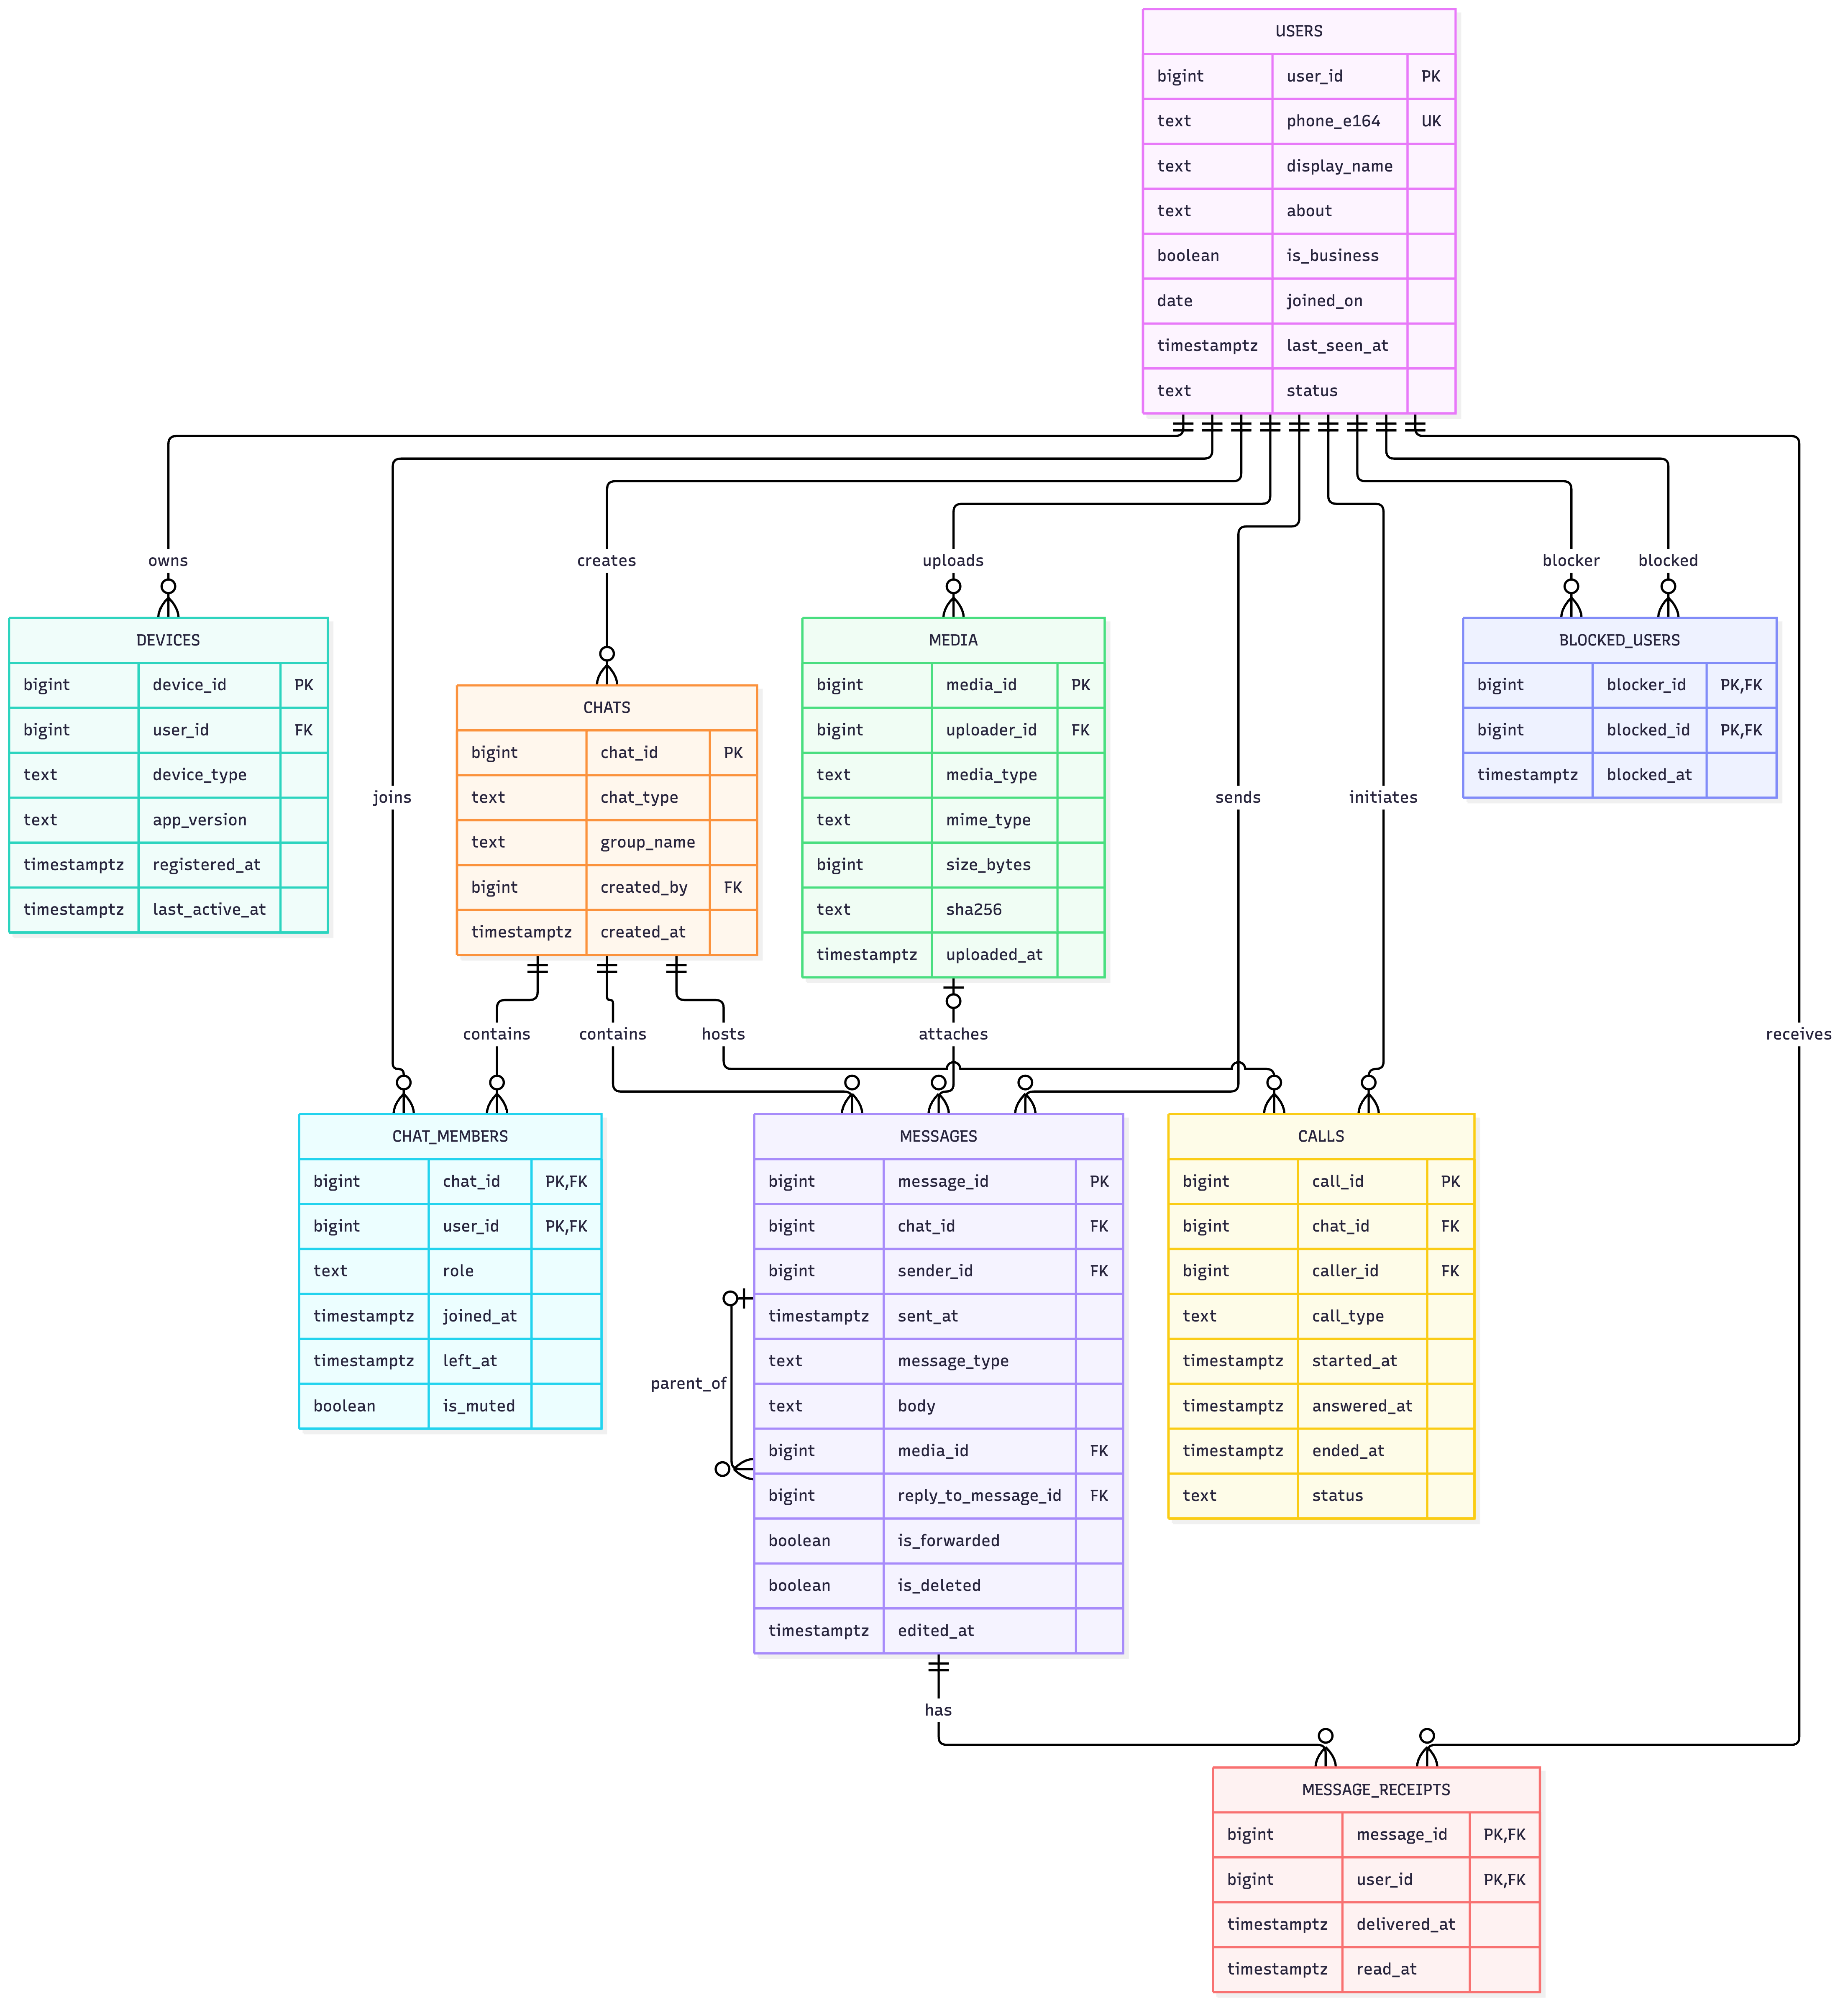 USERS
bigint user_id PK
text phone_e164 UK
text display_name
text about
boolean is_business
date joined_on
timestamptz last_seen_at
text status
owns
creates
uploads
blocker
blocked
joins
sends
initiates
receives
DEVICES
bigint device_id PK
bigint user_id FK
text device_type
text app_version
timestamptz registered_at
timestamptz last_active_at
CHATS
bigint chat_id PK
text chat_type
text group_name
bigint created_by FK
timestamptz created_at
MEDIA
bigint media_id PK
bigint uploader_id FK
text media_type
text mime_type
bigint size_bytes
text sha256
timestamptz uploaded_at
BLOCKED_USERS
bigint blocker_id PK,FK
bigint blocked_id PK,FK
timestamptz blocked_at
contains
contains
hosts
attaches
CHAT_MEMBERS
bigint chat_id PK,FK
bigint user_id PK,FK
text role
timestamptz joined_at
timestamptz left_at
boolean is_muted
parent_of
MESSAGES
bigint message_id PK
bigint chat_id FK
bigint sender_id FK
timestamptz sent_at
text message_type
text body
bigint media_id FK
bigint reply_to_message_id FK
boolean is_forwarded
boolean is_deleted
timestamptz edited_at
CALLS
bigint call_id PK
bigint chat_id FK
bigint caller_id FK
text call_type
timestamptz started_at
timestamptz answered_at
timestamptz ended_at
text status
has
MESSAGE_RECEIPTS
bigint message_id PK,FK
bigint user_id PK,FK
timestamptz delivered_at
timestamptz read_at